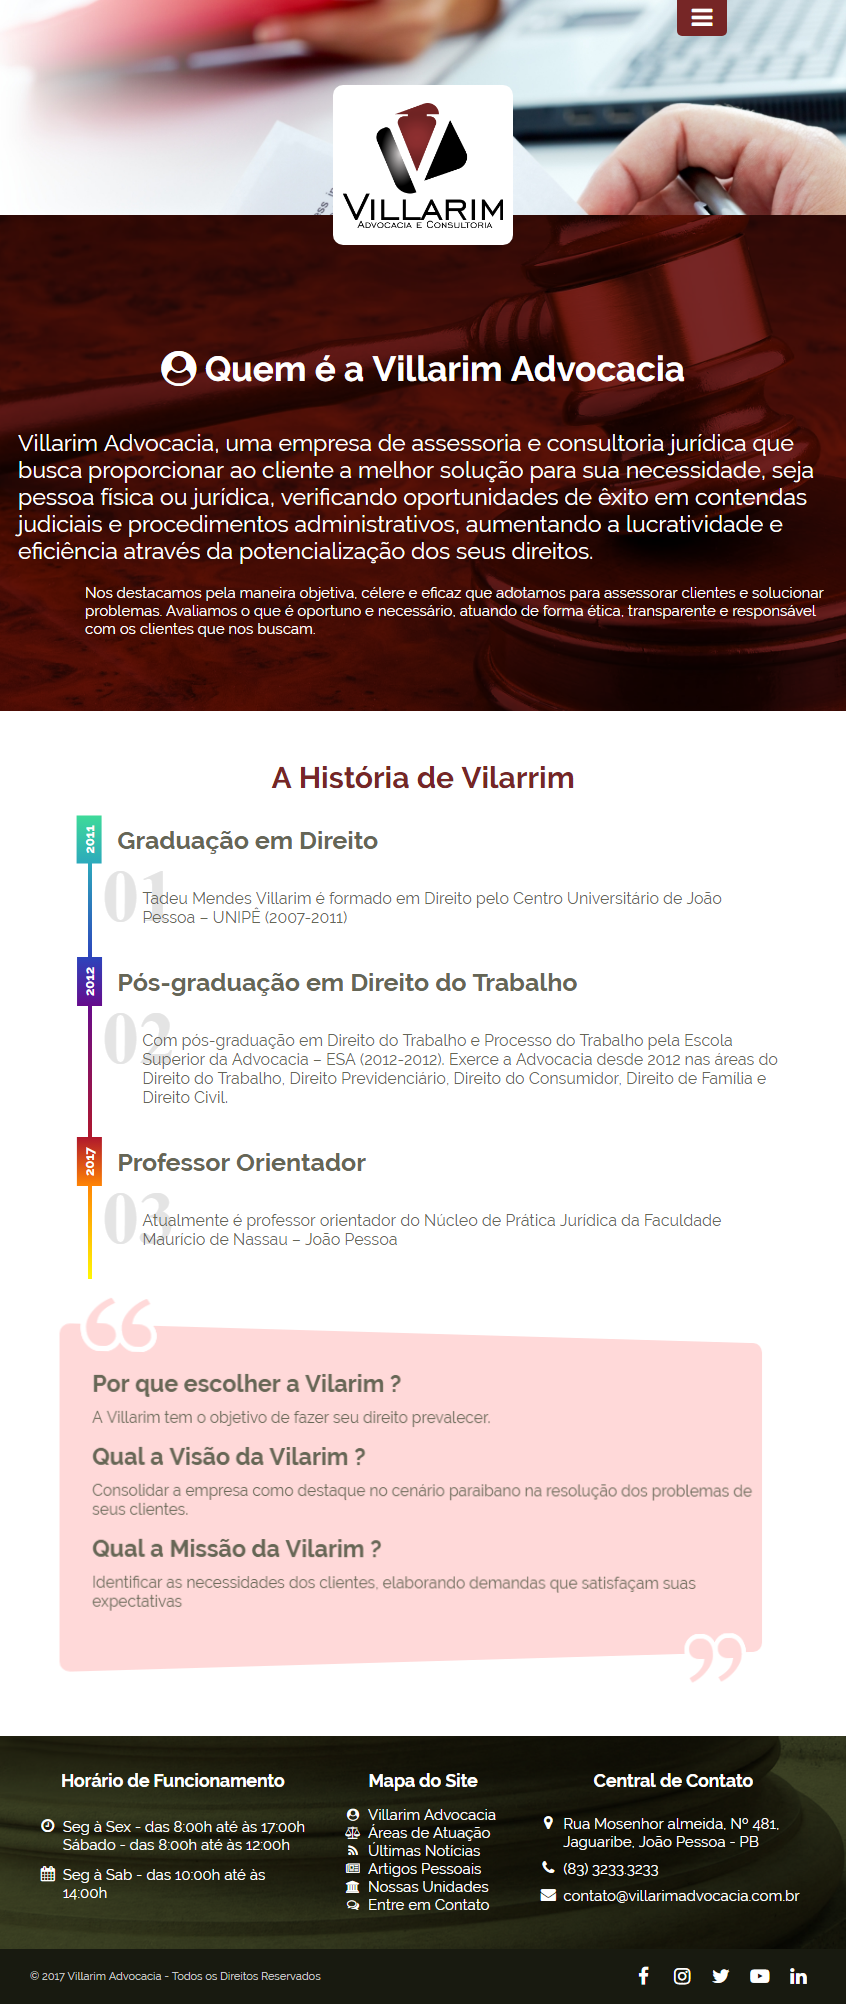 VILLARIM
ADVOCACIA E CONSULTORIA
Quem é a Villarim Advocacia
Villarim Advocacia, uma empresa de assessoria e consultoria jurídica que
busca proporcionar ao cliente a melhor solução para sua necessidade, seja
pessoa física ou jurídica, verificando oportunidades de êxito em contendas
judiciais e procedimentos administrativos, aumentando a lucratividade e
eficiência através da potencialização dos seus direitos.
Nos destacamos pela maneira objetiva, célere e eficaz que adotamos para assessorar clientes e solucionar
problemas. Avaliamos o que é oportuno e necessário, atuando de forma ética, transparente e responsável
com os clientes que nos buscam.
A História de Vilarrim
2011
Graduação em Direito
01
Tadeu Mendes Villarim é formado em Direito pelo Centro Universitário de João
Pessoa – UNIPÊ (2007-2011)
2012
Pós-graduação em Direito do Trabalho
02
Com pós-graduação em Direito do Trabalho e Processo do Trabalho pela Escola
Superior da Advocacia – ESA (2012-2012). Exerce a Advocacia desde 2012 nas áreas do
Direito do Trabalho, Direito Previdenciário, Direito do Consumidor, Direito de Família e
Direito Civil.
2017
Professor Orientador
03
Atualmente é professor orientador do Núcleo de Prática Jurídica da Faculdade
Maurício de Nassau – João Pessoa
Por que escolher a Vilarim ?
A Villarim tem o objetivo de fazer seu direito prevalecer.
Qual a Visão da Vilarim ?
Consolidar a empresa como destaque no cenário paraibano na resolução dos problemas de
seus clientes.
Qual a Missão da Vilarim ?
Identificar as necessidades dos clientes, elaborando demandas que satisfaçam suas
expectativas
Horário de Funcionamento
Seg à Sex - das 8:00h até às 17:00h
Sábado - das 8:00h até às 12:00h
Seg à Sab - das 10:00h até às
14:00h
Mapa do Site
Villarim Advocacia
Áreas de Atuação
Últimas Notícias
Artigos Pessoais
Nossas Unidades
Entre em Contato
Central de Contato
Rua Mosenhor almeida, Nº 481,
Jaguaribe, João Pessoa - PB
(83) 3233.3233
contato@villarimadvocacia.com.br
© 2017 Villarim Advocacia - Todos os Direitos Reservados